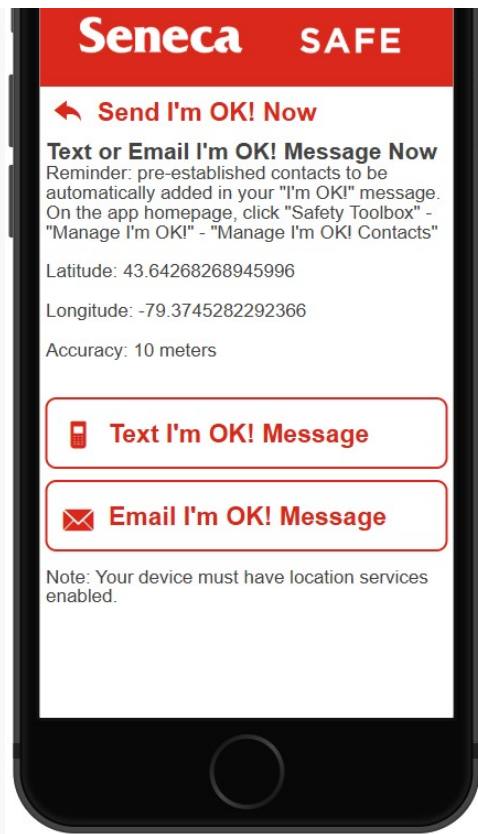 Seneca SAFE
Send I'm OK! Now
Text or Email I'm OK! Message Now
Reminder: pre-established contacts to be
automatically added in your "I'm OK!" message.
On the app homepage, click "Safety Toolbox" -
"Manage I'm OK!" - "Manage I'm OK! Contacts"
Latitude: 43.64268268945996
Longitude: -79.3745282292366
Accuracy: 10 meters
Text I'm OK! Message
Email I'm OK! Message
Note: Your device must have location services
enabled.